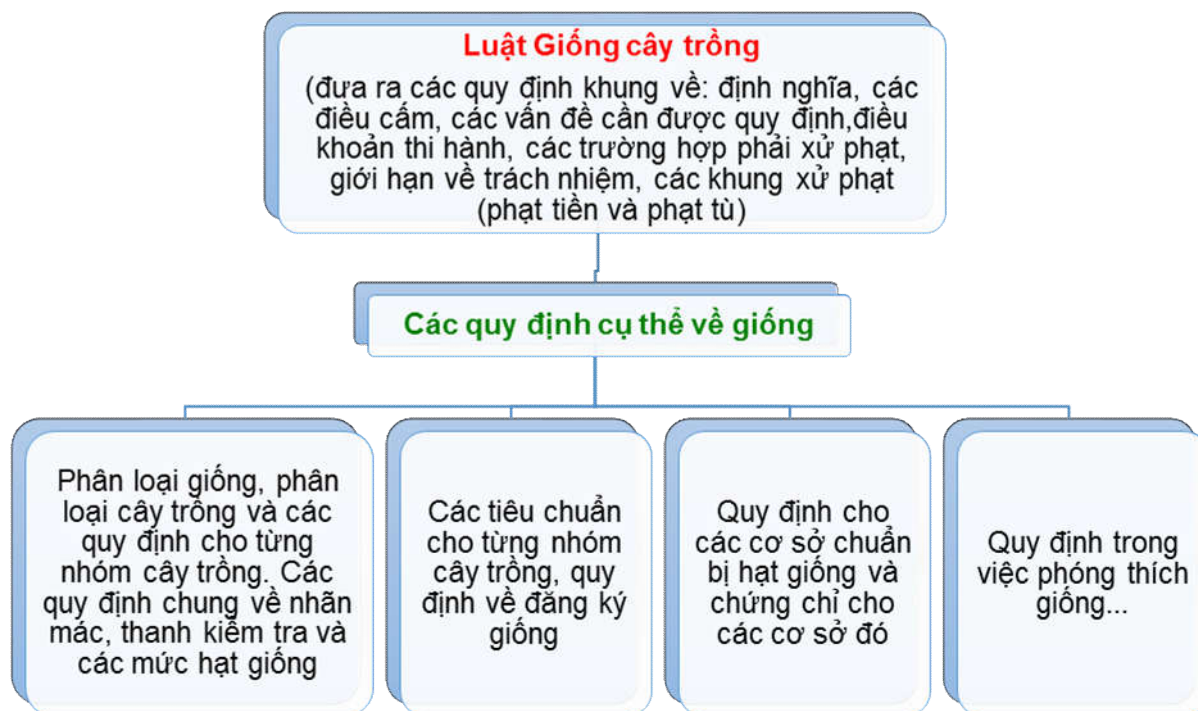 Luật Giống cây trồng
(đưa ra các quy định khung về: định nghĩa, các
điều cấm, các vấn đề cần được quy định,điều
khoản thi hành, các trường hợp phải xử phạt,
giới hạn về trách nhiệm, các khung xử phạt
(phạt tiền và phạt tù)
Các quy định cụ thể về giống
Phân loại giống, phân
loại cây trồng và các
quy định cho từng
nhóm cây trồng. Các
quy định chung về nhãn
mác, thanh kiểm tra và
các mức hạt giống
Các tiêu chuẩn
cho từng nhóm
cây trồng, quy
định về đăng ký
giống
Quy định cho
các cơ sở chuẩn
bị hạt giống và
chứng chỉ cho
các cơ sở đó
Quy định trong
việc phóng thích
giống...